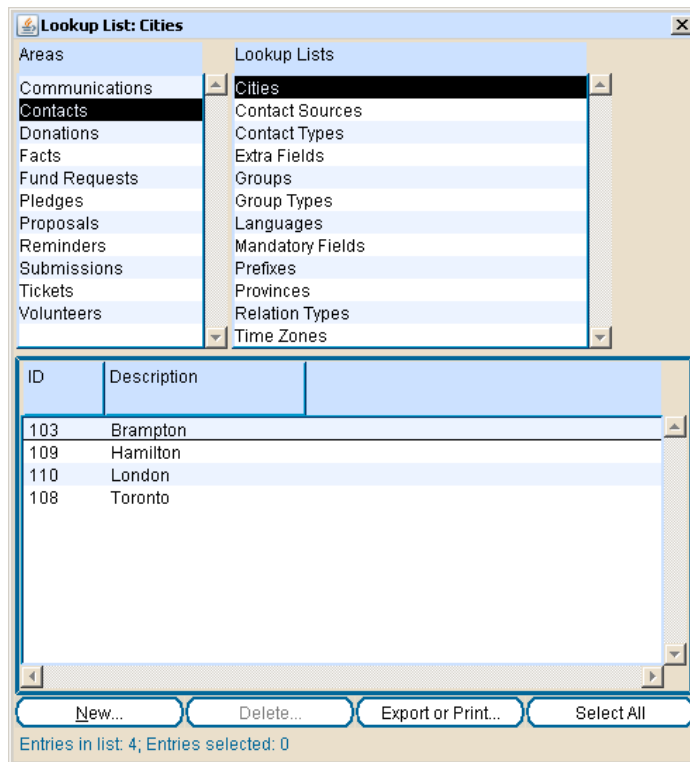 Lookup List: Cities
Areas
Communications
Contacts
Donations
Facts
Fund Requests
Pledges
Proposals
Reminders
Submissions
Tickets
Volunteers
Lookup Lists
Cities
Contact Sources
Contact Types
Extra Fields
Groups
Group Types
Languages
Mandatory Fields
Prefixes
Provinces
Relation Types
Time Zones
ID Description
103 Brampton
109 Hamilton
110 London
108 Toronto
New... Delete... Export or Print... Select All
Entries in list: 4; Entries selected: 0